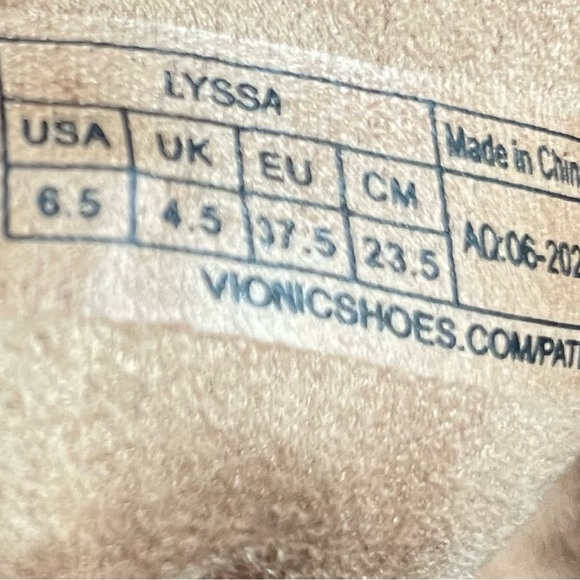 LYSSA
USA UK EU CM Made in Chin
6.5 4.5 37.5 23.5 AQ:06-202
VIONICSHOES.COM/PAT